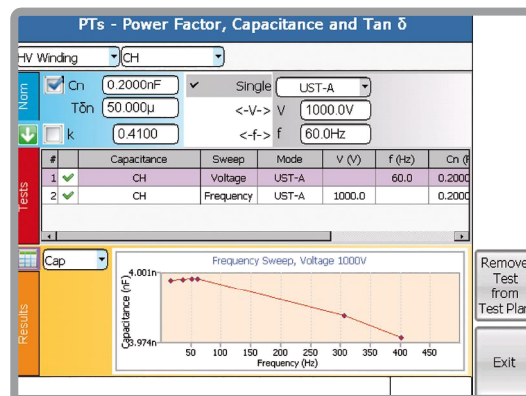 PTs - Power Factor, Capacitance and Tan δ
HV Winding CH
Nom
Cn 0.2000nF Single UST-A
Tδn 50.000µ <-V-> V 1000.0V
k 0.4100 <-f-> f 60.0Hz
Tests
# Capacitance Sweep Mode V (V) f (Hz) Cn (F
1 CH Voltage UST-A 60.0 0.2000
2 CH Frequency UST-A 1000.0 0.2000
Results
Cap
Frequency Sweep, Voltage 1000V
4.001n
Capacitance (nF)
3.974n
50 100 150 200 250 300 350 400 450
Frequency (Hz)
Remove
Test
from
Test Plan
Exit